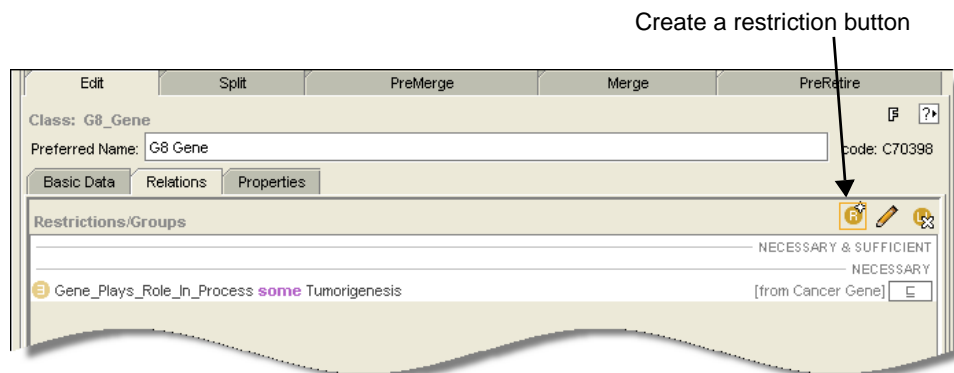 Create a restriction button
Edit Split PreMerge Merge PreRetire
Class: G8_Gene
Preferred Name: G8 Gene code: C70398
Basic Data Relations Properties
Restrictions/Groups
NECESSARY & SUFFICIENT
NECESSARY
Gene_Plays_Role_In_Process some Tumorigenesis [from Cancer Gene] ⊑